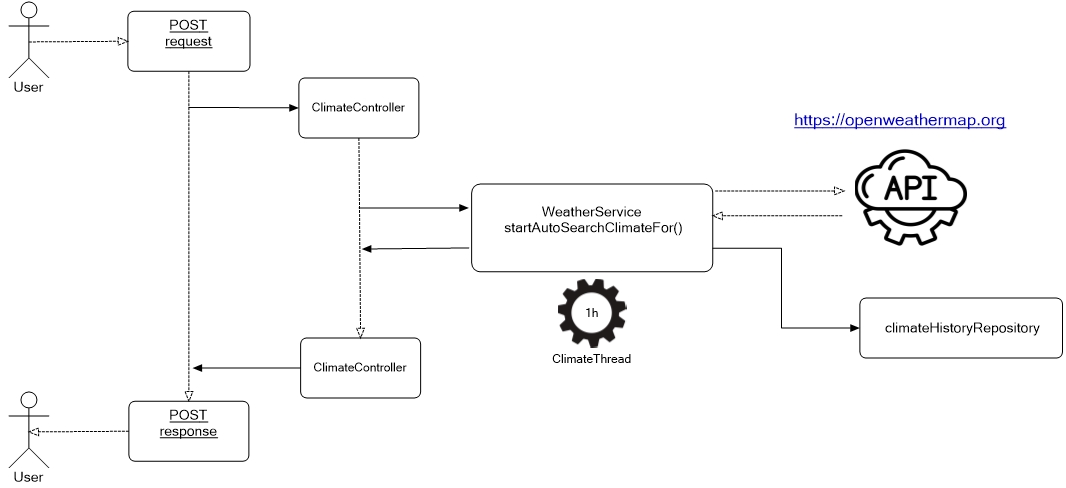 POST
request
User
ClimateController
https://openweathermap.org
API
WeatherService
startAutoSearchClimateFor()
1h
ClimateThread
climateHistoryRepository
ClimateController
POST
response
User